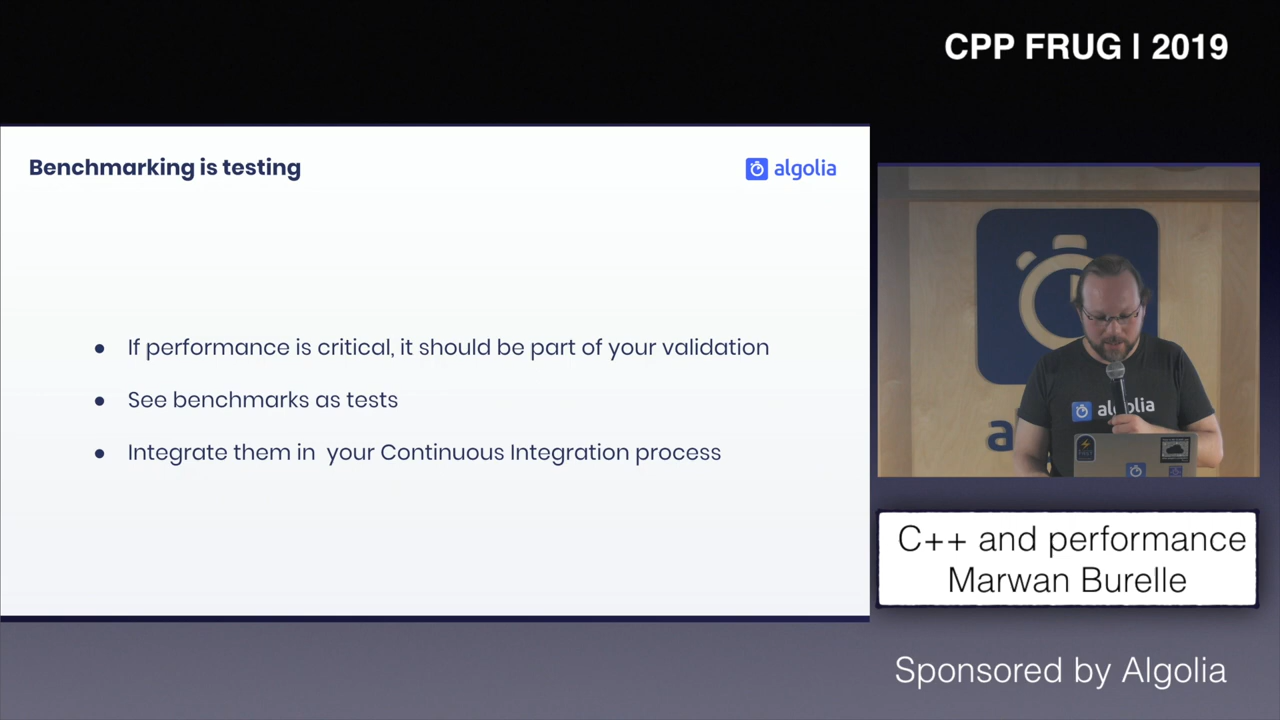 CPP FRUG | 2019
Benchmarking is testing
algolia
● If performance is critical, it should be part of your validation
● See benchmarks as tests
● Integrate them in  your Continuous Integration process
algolia
C++ and performance
Marwan Burelle
Sponsored by Algolia